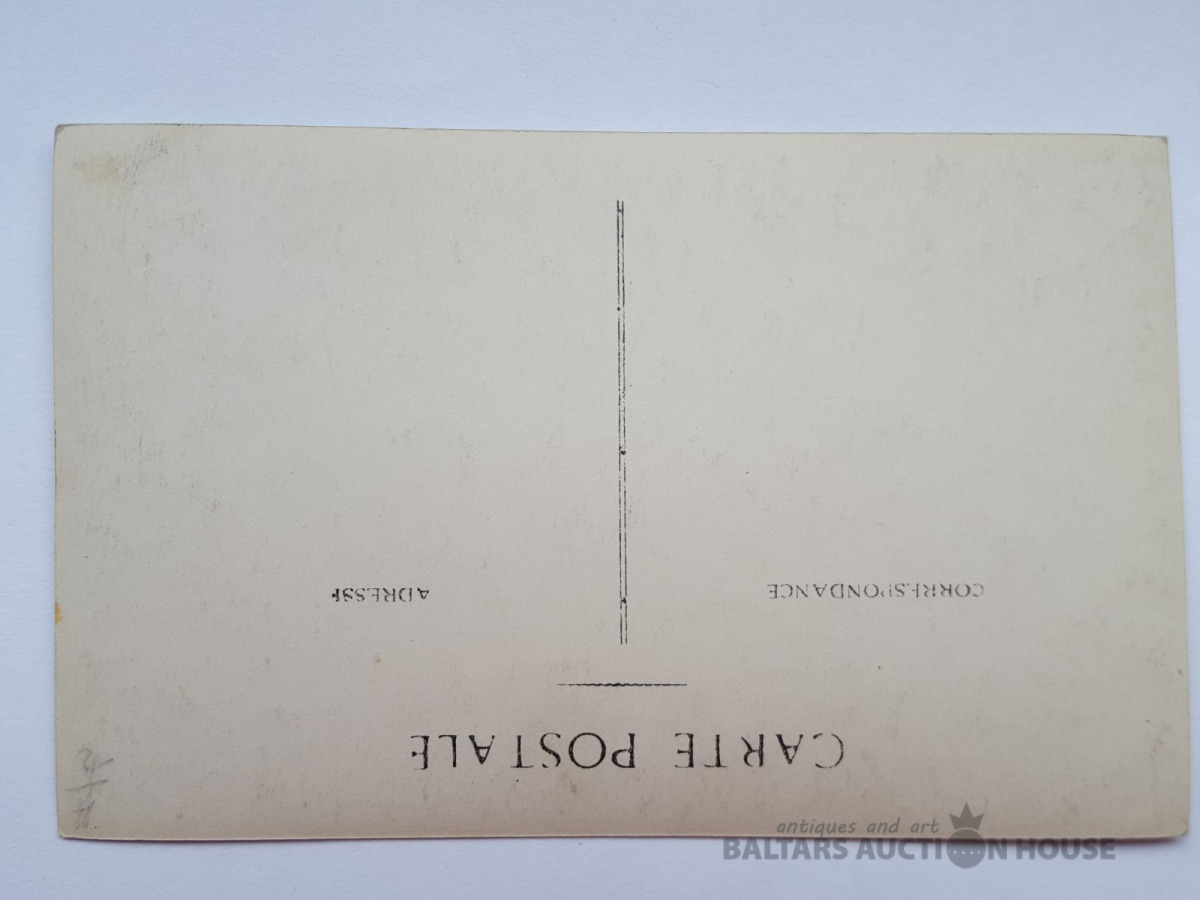 CARTE POSTALE
CORRESPONDANCE
ADRESSE
antiques and art
BALTARS AUCTION HOUSE